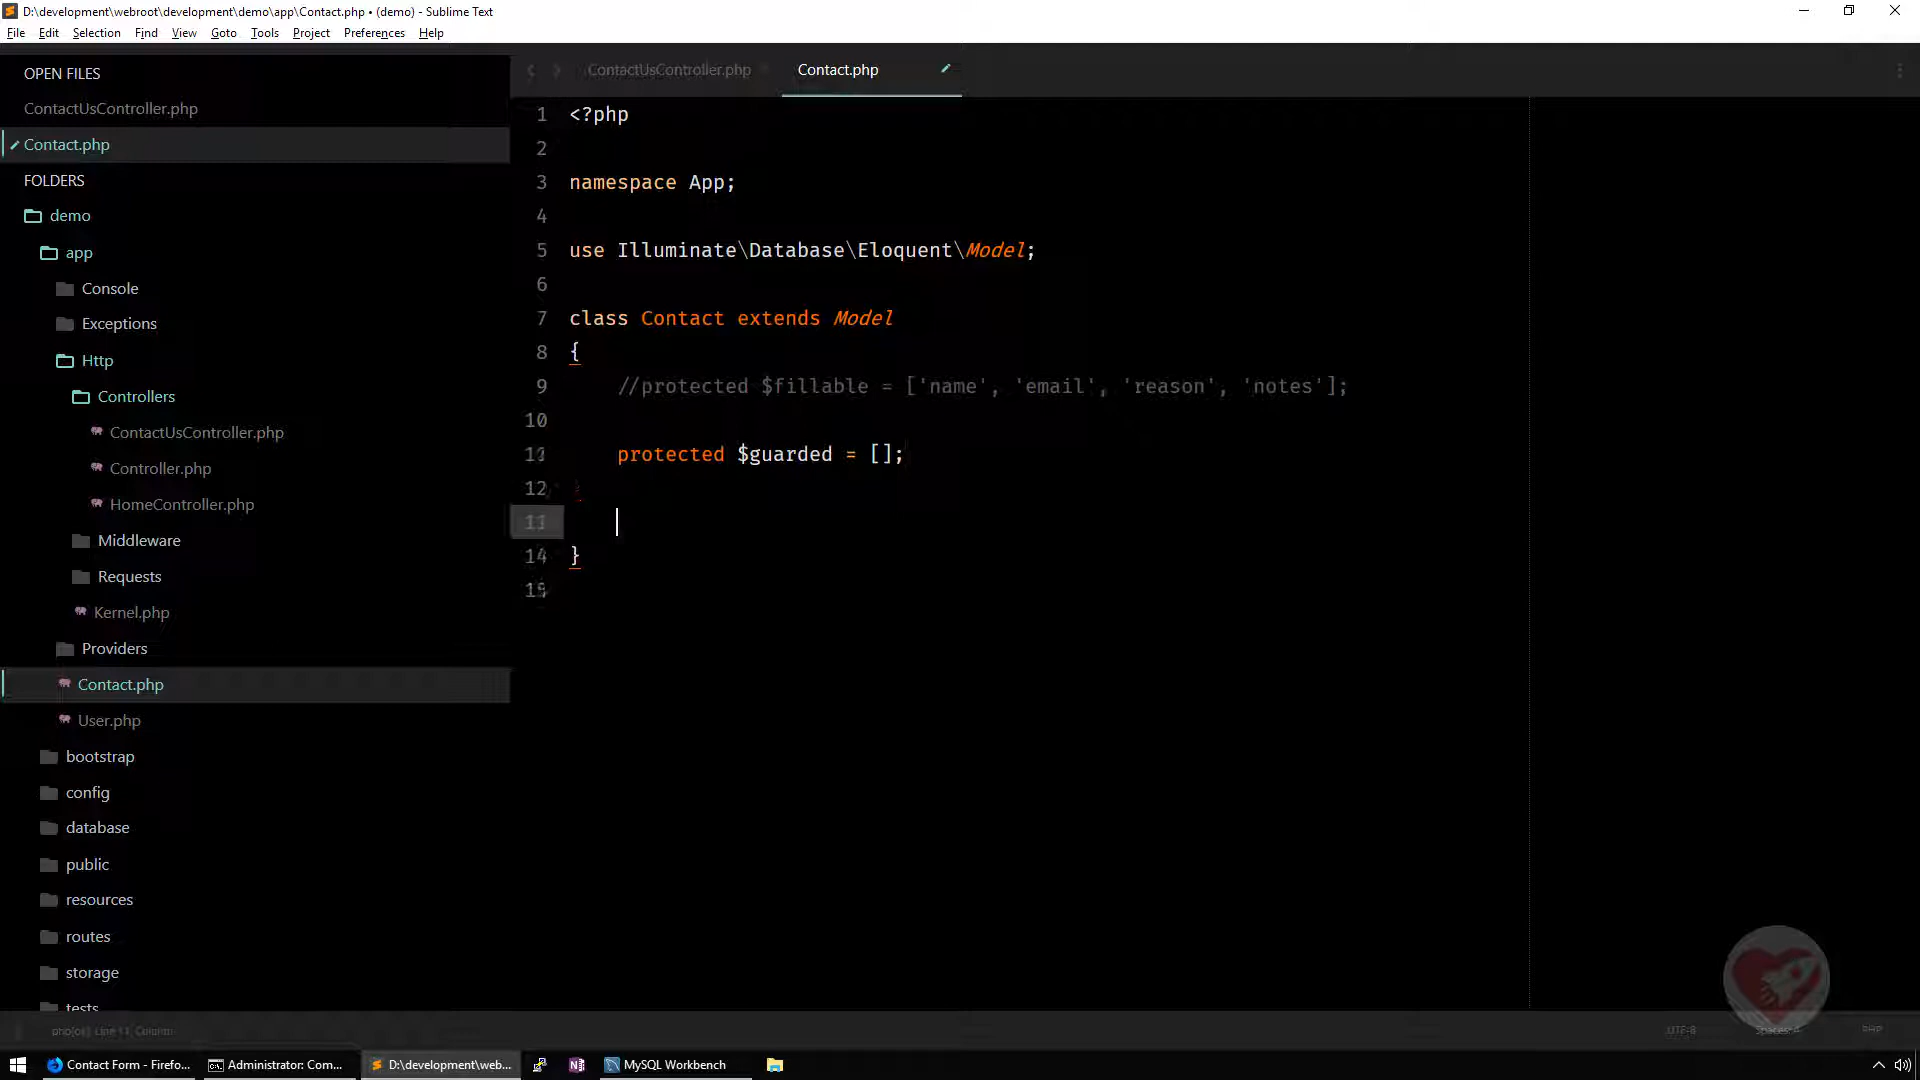 D:\development\webroot\development\demo\app\Contact.php • (demo) - Sublime Text
File Edit Selection Find View Goto Tools Project Preferences Help
OPEN FILES
ContactUsController.php
Contact.php
FOLDERS
demo
app
Console
Exceptions
Http
Controllers
ContactUsController.php
Controller.php
HomeController.php
Middleware
Requests
Kernel.php
Providers
Contact.php
User.php
bootstrap
config
database
public
resources
routes
storage
tests
ContactUsController.php Contact.php
1 <?php
2
3 namespace App;
4
5 use Illuminate\Database\Eloquent\Model;
6
7 class Contact extends Model
8 {
9 //protected $fillable = ['name', 'email', 'reason', 'notes'];
10
11 protected $guarded = [];
12
13
14 }
15
UTF-8 PHP
Contact Form - Firefo... Administrator: Com... D:\development\web... MySQL Workbench